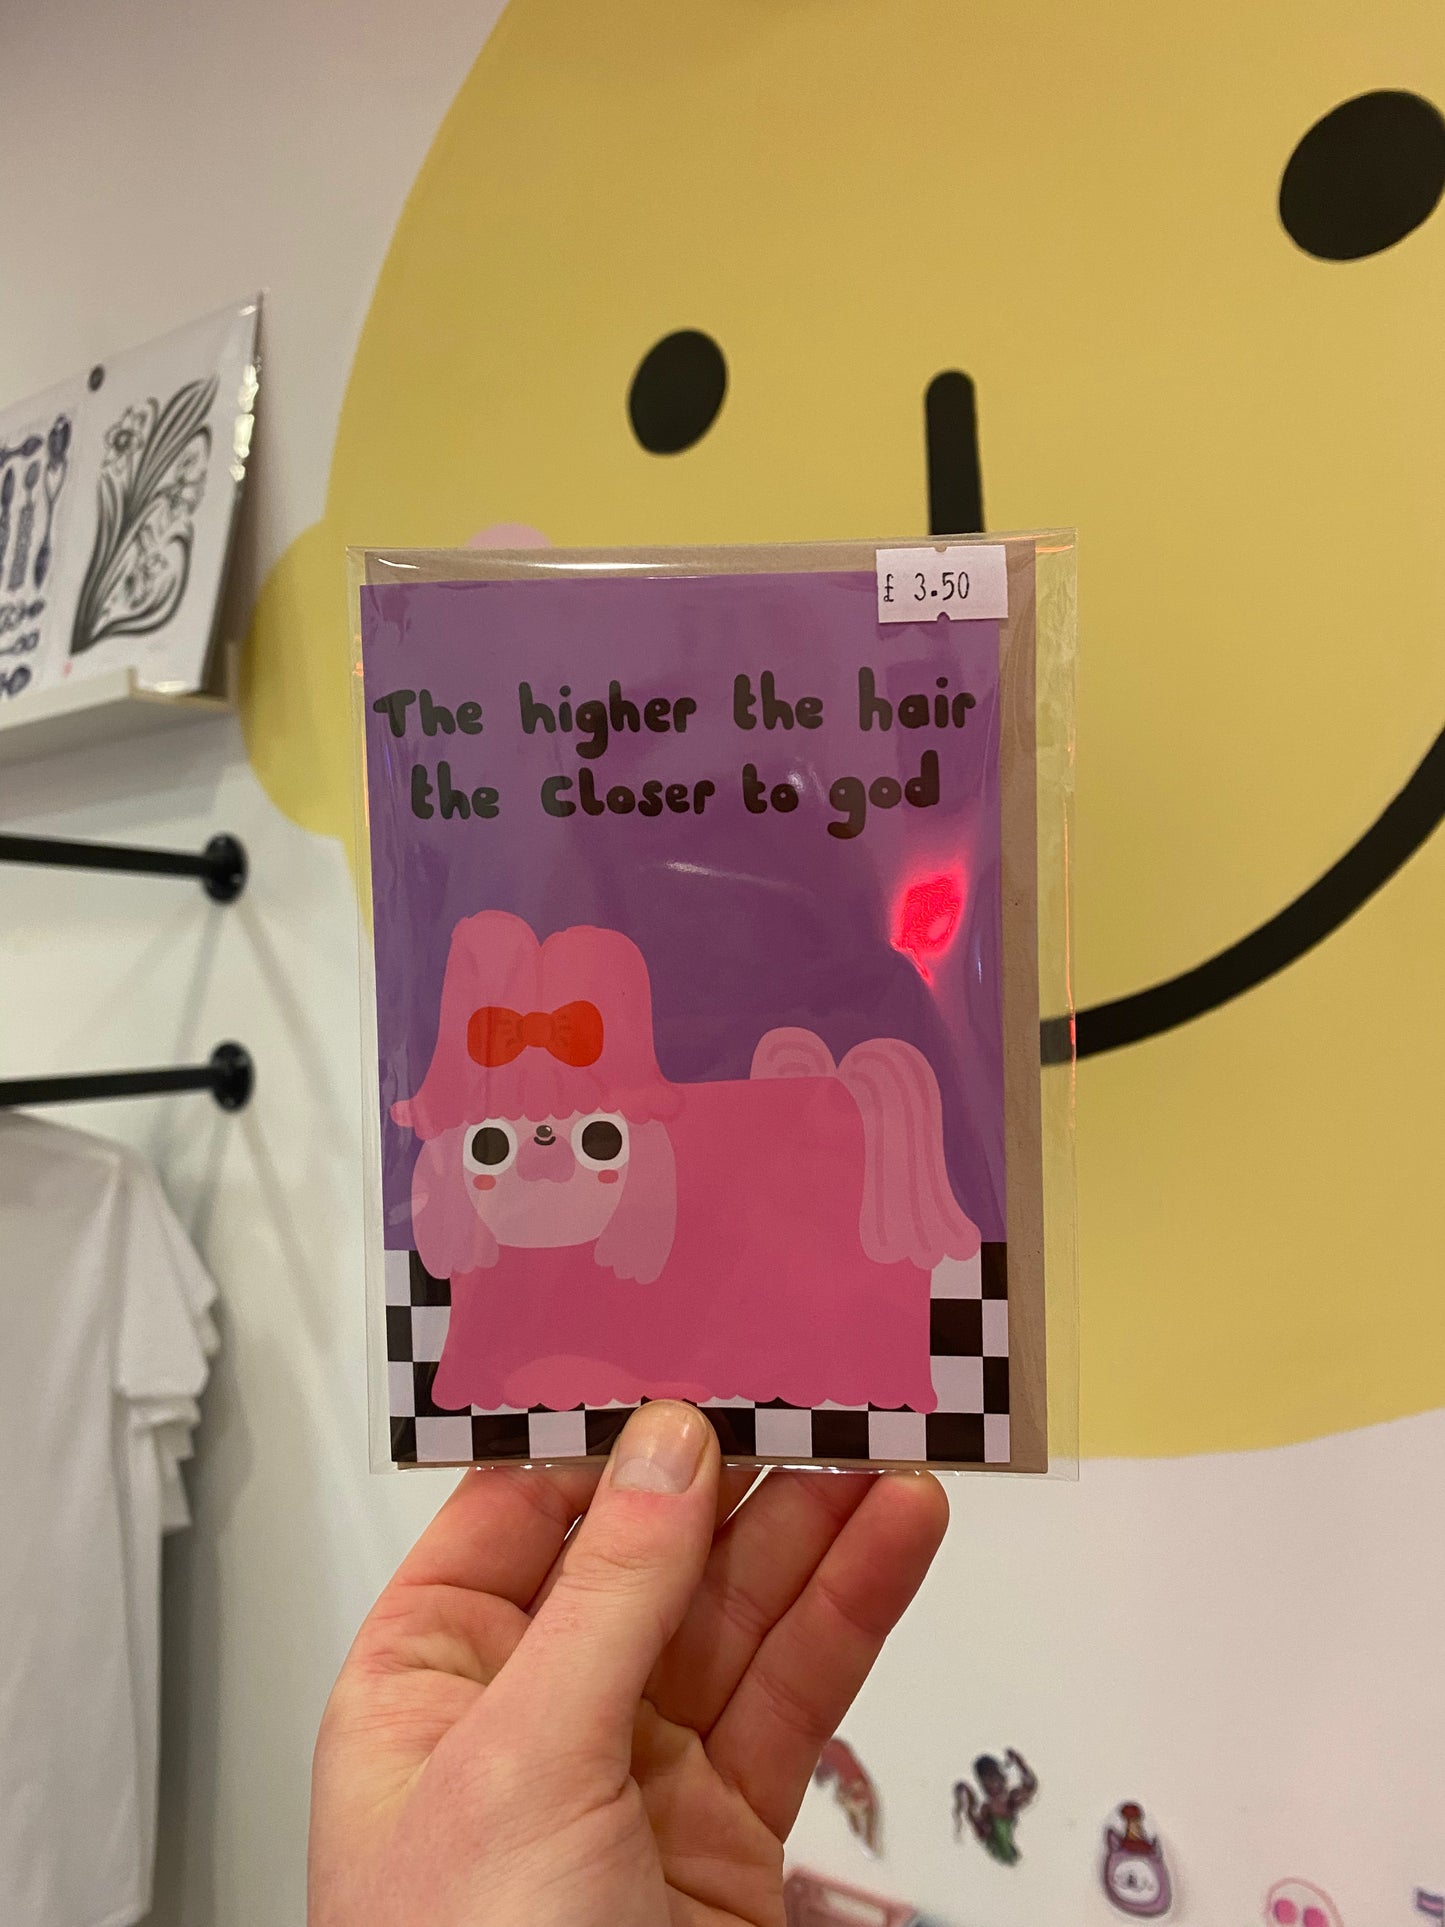 £ 3.50
The higher the hair
the closer to god